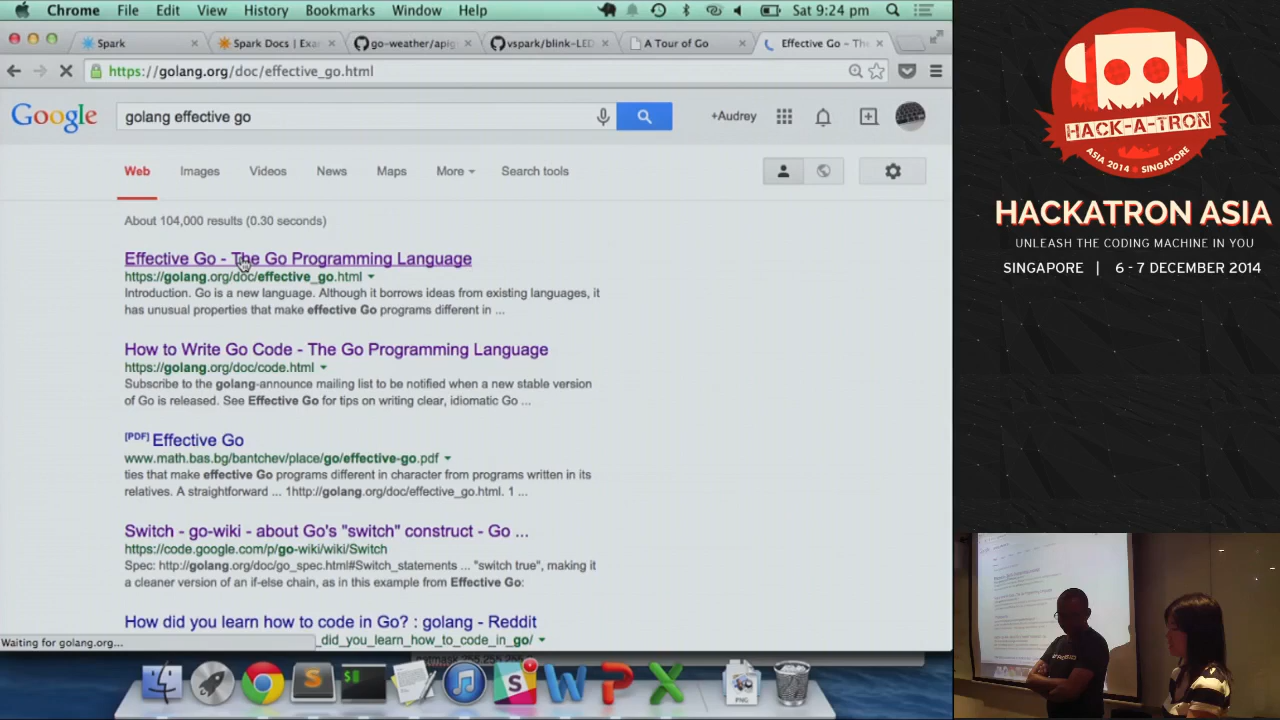 Chrome File Edit View History Bookmarks Window Help Sat 9:24 pm
Spark Spark Docs | Exa go-weather/apig vspark/blink-LED A Tour of Go Effective Go – The
https://golang.org/doc/effective_go.html
Google golang effective go +Audrey
Web Images Videos News Maps More Search tools
About 104,000 results (0.30 seconds)
Effective Go - The Go Programming Language
https://golang.org/doc/effective_go.html
Introduction. Go is a new language. Although it borrows ideas from existing languages, it
has unusual properties that make effective Go programs different in ...
How to Write Go Code - The Go Programming Language
https://golang.org/doc/code.html
Subscribe to the golang-announce mailing list to be notified when a new stable version
of Go is released. See Effective Go for tips on writing clear, idiomatic Go ...
[PDF] Effective Go
www.math.bas.bg/bantchev/place/go/effective-go.pdf
ties that make effective Go programs different in character from programs written in its
relatives. A straightforward ... 1http://golang.org/doc/effective_go.html. 1 ...
Switch - go-wiki - about Go's "switch" construct - Go ...
https://code.google.com/p/go-wiki/wiki/Switch
Spec: http://golang.org/doc/go_spec.html#Switch_statements ... "switch true", making it
a cleaner version of an if-else chain, as in this example from Effective Go:
How did you learn how to code in Go? : golang - Reddit
_did_you_learn_how_to_code_in_go/
Waiting for golang.org...
PNG
HACK-A-TRON
ASIA 2014 SINGAPORE
HACKATRON ASIA
UNLEASH THE CODING MACHINE IN YOU
SINGAPORE | 6 - 7 DECEMBER 2014